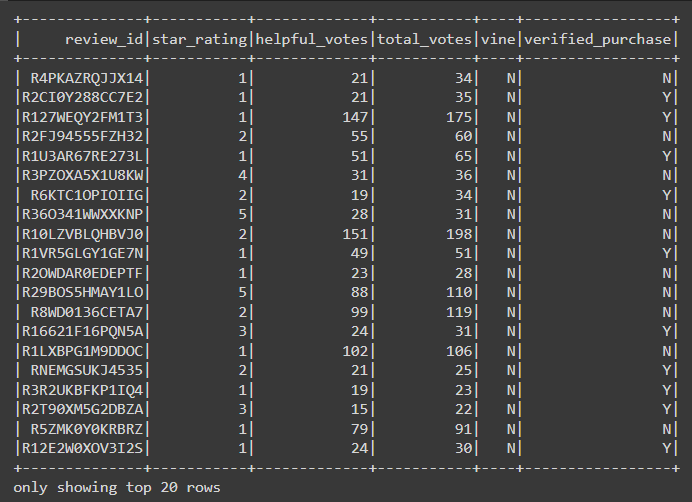 +--------------+-----------+-------------+-----------+----+-----------------+
|     review_id|star_rating|helpful_votes|total_votes|vine|verified_purchase|
+--------------+-----------+-------------+-----------+----+-----------------+
| R4PKAZRQJJX14|          1|           21|         34|   N|                N|
|R2CI0Y288CC7E2|          1|           21|         35|   N|                Y|
|R127WEQY2FM1T3|          1|          147|        175|   N|                Y|
|R2FJ94555FZH32|          2|           55|         60|   N|                N|
|R1U3AR67RE273L|          1|           51|         65|   N|                Y|
|R3PZOXA5X1U8KW|          4|           31|         36|   N|                N|
| R6KTC1OPIOIIG|          2|           19|         34|   N|                Y|
|R36O341WWXXKNP|          5|           28|         31|   N|                N|
|R10LZVBLQHBVJ0|          2|          151|        198|   N|                N|
|R1VR5GLGY1GE7N|          1|           49|         51|   N|                Y|
|R2OWDAR0EDEPTF|          1|           23|         28|   N|                N|
|R29BOS5HMAY1LO|          5|           88|        110|   N|                N|
| R8WD0136CETA7|          2|           99|        119|   N|                N|
|R16621F16PQN5A|          3|           24|         31|   N|                Y|
|R1LXBPG1M9DDOC|          1|          102|        106|   N|                N|
| RNEMGSUKJ4535|          2|           21|         25|   N|                Y|
|R3R2UKBFKP1IQ4|          1|           19|         23|   N|                Y|
|R2T90XM5G2DBZA|          3|           15|         22|   N|                Y|
| R5ZMK0Y0KRBRZ|          1|           79|         91|   N|                N|
|R12E2W0XOV3I2S|          1|           24|         30|   N|                Y|
+--------------+-----------+-------------+-----------+----+-----------------+
only showing top 20 rows